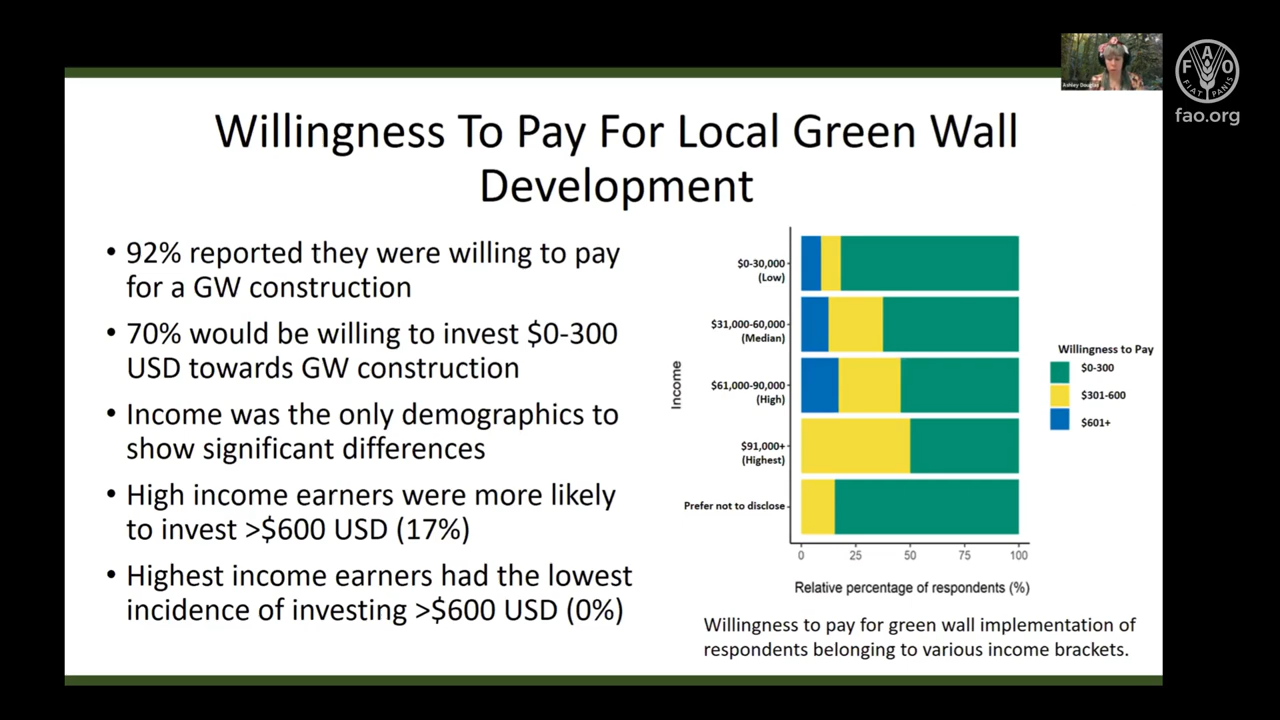 Ashley Douglas
F A O
FIAT PANIS
fao.org
Willingness To Pay For Local Green Wall
Development
• 92% reported they were willing to pay
for a GW construction
• 70% would be willing to invest $0-300
USD towards GW construction
• Income was the only demographics to
show significant differences
• High income earners were more likely
to invest >$600 USD (17%)
• Highest income earners had the lowest
incidence of investing >$600 USD (0%)
Income
$0-30,000
(Low)
$31,000-60,000
(Median)
$61,000-90,000
(High)
$91,000+
(Highest)
Prefer not to disclose
0 25 50 75 100
Relative percentage of respondents (%)
Willingness to Pay
$0-300
$301-600
$601+
Willingness to pay for green wall implementation of
respondents belonging to various income brackets.